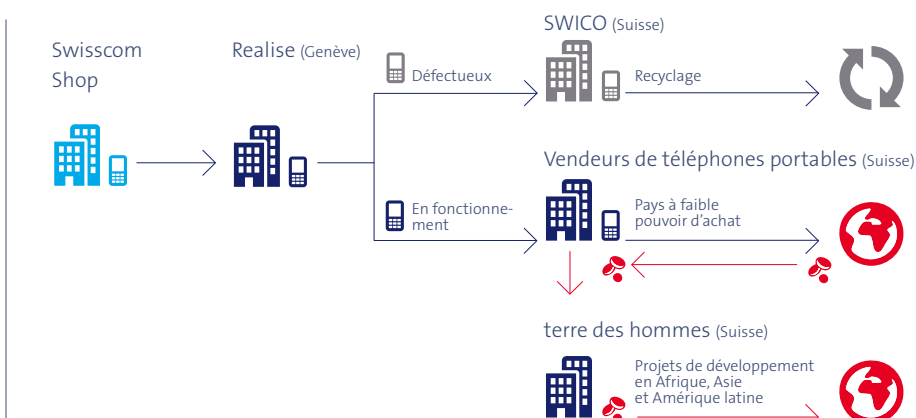 Swisscom
Shop
Realise (Genève)
Défectueux
SWICO (Suisse)
Recyclage
En fonctionne-
ment
Vendeurs de téléphones portables (Suisse)
Pays à faible
pouvoir d’achat
terre des hommes (Suisse)
Projets de développement
en Afrique, Asie
et Amérique latine